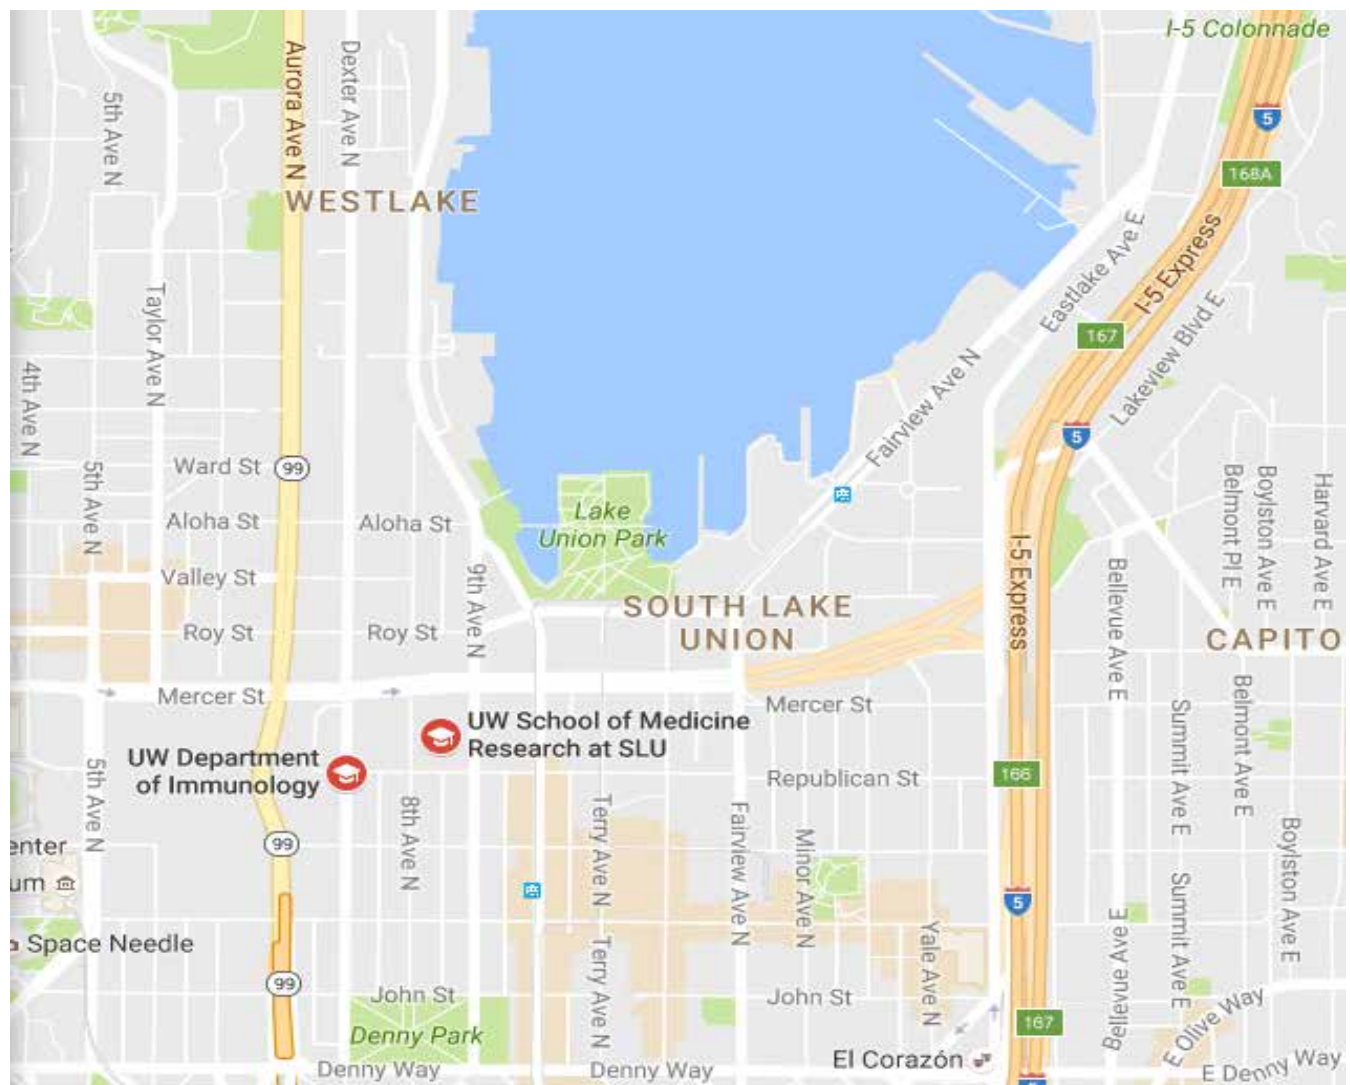 I-5 Colonnade
Aurora Ave N
Dexter Ave N
5th Ave N
5
168A
WESTLAKE
Eastlake Ave E
I-5 Express
Taylor Ave N
Lakeview Blvd E
167
4th Ave N
Fairview Ave N
5
Ward St
99
5th Ave N
Belmont Pl E
Boylston Ave E
Harvard Ave E
Aloha St
Aloha St
Lake
Union Park
I-5 Express
Valley St
9th Ave N
Bellevue Ave E
SOUTH LAKE
UNION
Roy St
Roy St
CAPITO
Mercer St
Mercer St
Belmont Ave E
Summit Ave E
UW School of Medicine
Research at SLU
UW Department
of Immunology
Republican St
166
5th Ave N
8th Ave N
Terry Ave N
Fairview Ave N
Minor Ave N
Boylston Ave E
99
enter
um
5
Summit Ave E
Space Needle
Terry Ave N
Yale Ave N
Bellevue Ave E
99
John St
John St
Denny Park
167
E Olive Way
El Corazón
Denny Way
Denny Way
E Denny Way
5